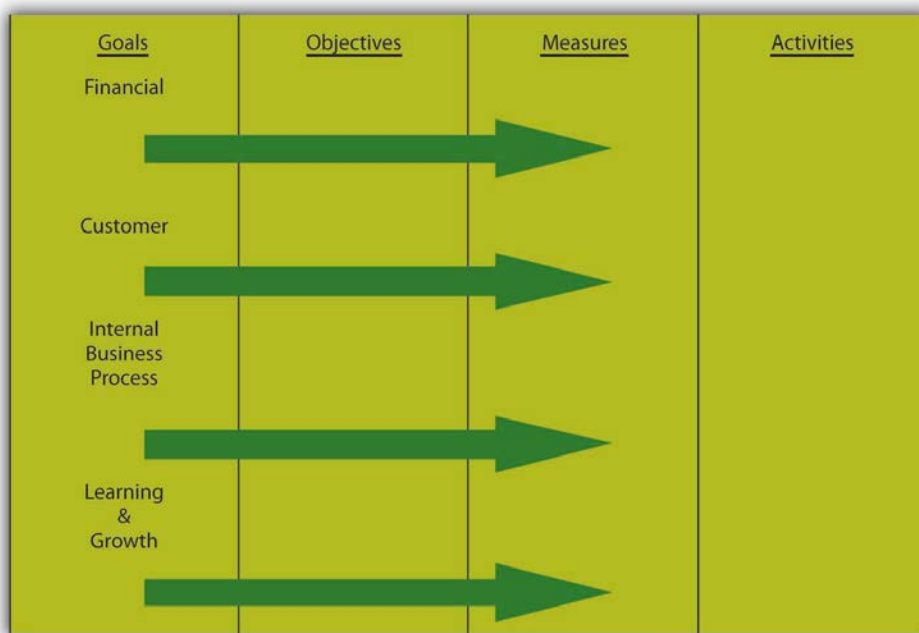 Goals
Objectives
Measures
Activities
Financial
Customer
Internal
Business
Process
Learning
&
Growth